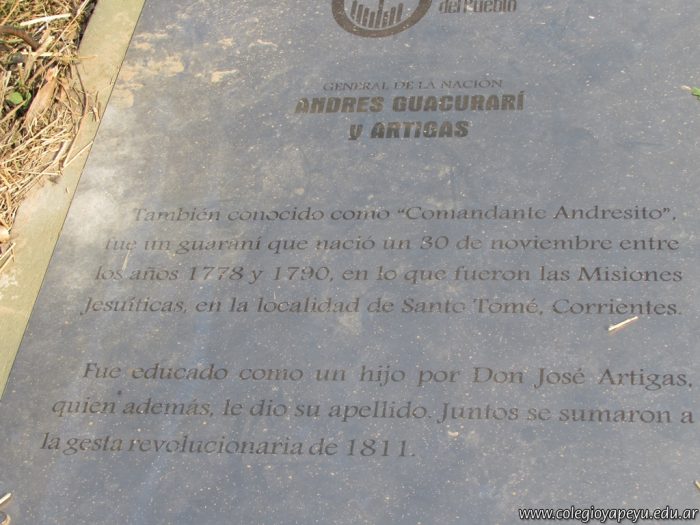 del Pueblo
GENERAL DE LA NACIÓN
ANDRES GUACURARÍ
y ARTIGAS
También conocido como "Comandante Andresito",
fue un guaraní que nació un 30 de noviembre entre
los años 1778 y 1790, en lo que fueron las Misiones
Jesuíticas, en la localidad de Santo Tomé, Corrientes.
Fue educado como un hijo por Don José Artigas,
quien además, le dio su apellido. Juntos se sumaron a
la gesta revolucionaria de 1811.
www.colegioyapeyu.edu.ar